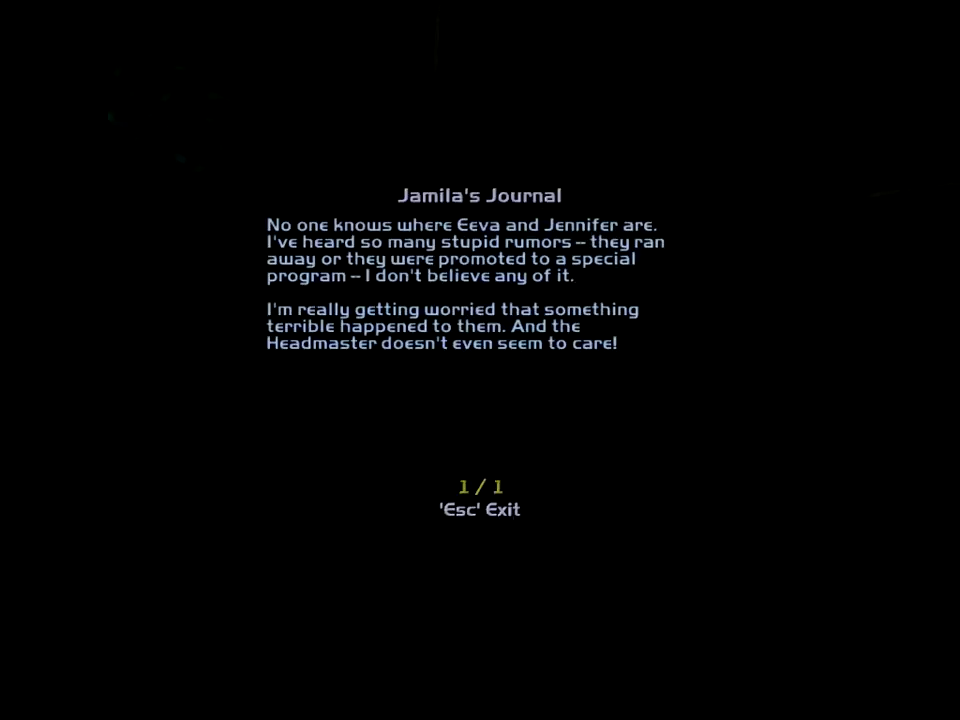 Jamila's Journal
No one knows where Eeva and Jennifer are.
I've heard so many stupid rumors -- they ran
away or they were promoted to a special
program -- I don't believe any of it.
I'm really getting worried that something
terrible happened to them. And the
Headmaster doesn't even seem to care!
1 / 1
'Esc' Exit